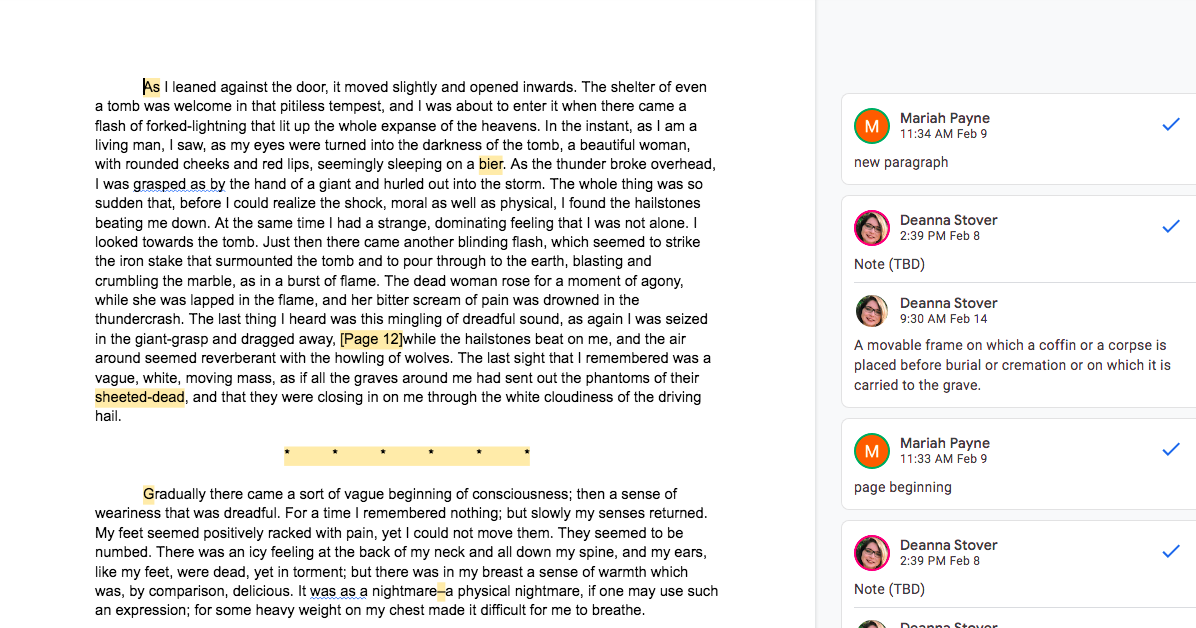 As I leaned against the door, it moved slightly and opened inwards. The shelter of even
a tomb was welcome in that pitiless tempest, and I was about to enter it when there came a
flash of forked-lightning that lit up the whole expanse of the heavens. In the instant, as I am a
living man, I saw, as my eyes were turned into the darkness of the tomb, a beautiful woman,
with rounded cheeks and red lips, seemingly sleeping on a bier. As the thunder broke overhead,
I was grasped as by the hand of a giant and hurled out into the storm. The whole thing was so
sudden that, before I could realize the shock, moral as well as physical, I found the hailstones
beating me down. At the same time I had a strange, dominating feeling that I was not alone. I
looked towards the tomb. Just then there came another blinding flash, which seemed to strike
the iron stake that surmounted the tomb and to pour through to the earth, blasting and
crumbling the marble, as in a burst of flame. The dead woman rose for a moment of agony,
while she was lapped in the flame, and her bitter scream of pain was drowned in the
thundercrash. The last thing I heard was this mingling of dreadful sound, as again I was seized
in the giant-grasp and dragged away, [Page 12]while the hailstones beat on me, and the air
around seemed reverberant with the howling of wolves. The last sight that I remembered was a
vague, white, moving mass, as if all the graves around me had sent out the phantoms of their
sheeted-dead, and that they were closing in on me through the white cloudiness of the driving
hail.
* * * * * *
Gradually there came a sort of vague beginning of consciousness; then a sense of
weariness that was dreadful. For a time I remembered nothing; but slowly my senses returned.
My feet seemed positively racked with pain, yet I could not move them. They seemed to be
numbed. There was an icy feeling at the back of my neck and all down my spine, and my ears,
like my feet, were dead, yet in torment; but there was in my breast a sense of warmth which
was, by comparison, delicious. It was as a nightmare–a physical nightmare, if one may use such
an expression; for some heavy weight on my chest made it difficult for me to breathe.
M
Mariah Payne
11:34 AM Feb 9
new paragraph
Deanna Stover
2:39 PM Feb 8
Note (TBD)
Deanna Stover
9:30 AM Feb 14
A movable frame on which a coffin or a corpse is
placed before burial or cremation or on which it is
carried to the grave.
M
Mariah Payne
11:33 AM Feb 9
page beginning
Deanna Stover
2:39 PM Feb 8
Note (TBD)
Deanna Stover